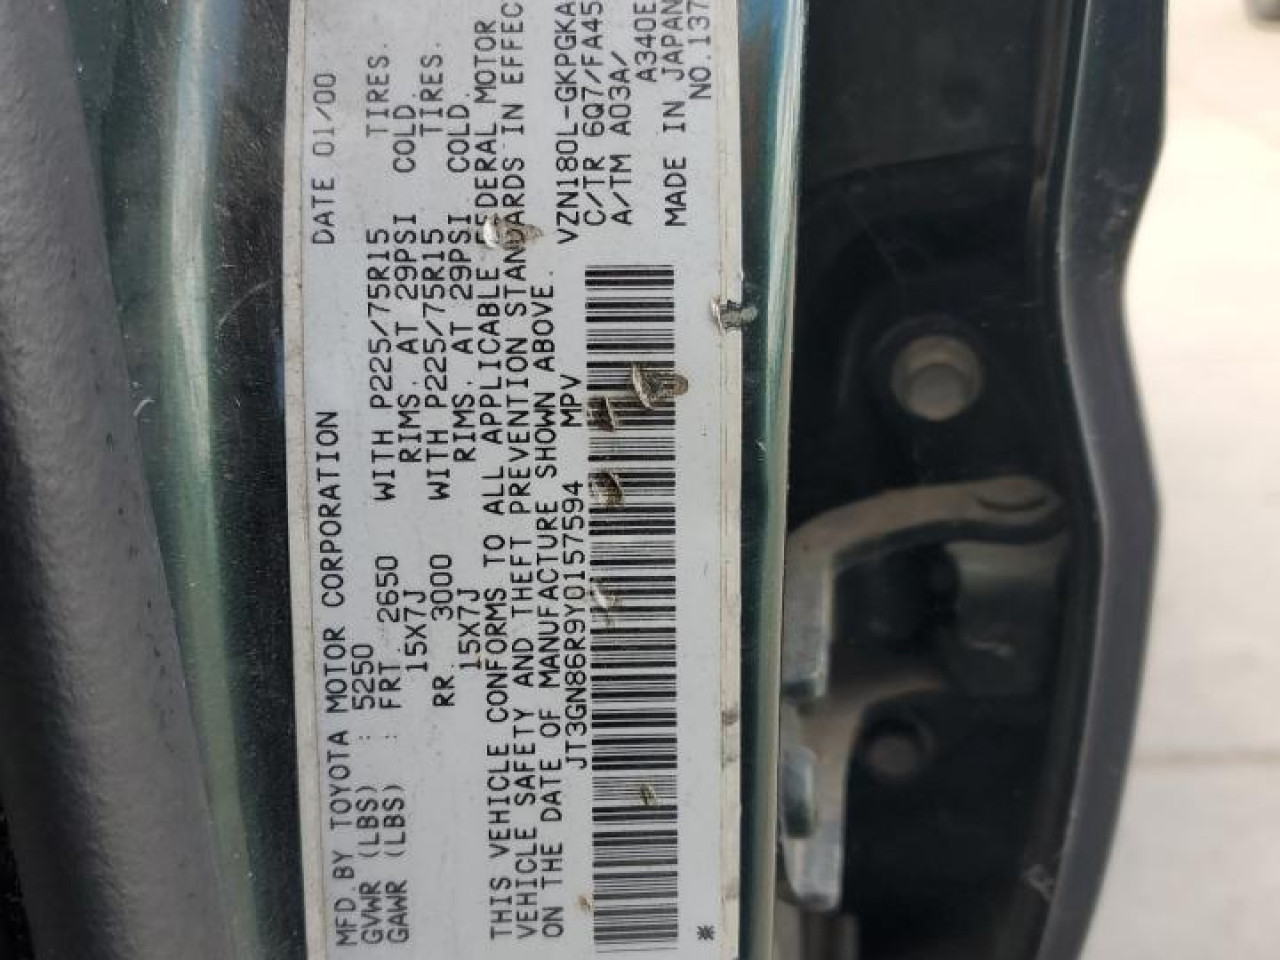 MFD. BY TOYOTA MOTOR CORPORATION DATE 01/00
GVWR (LBS) : 5250
GAWR (LBS) : FRT. 2650 WITH P225/75R15 TIRES.
15X7J RIMS. AT 29PSI COLD.
RR. 3000 WITH P225/75R15 TIRES.
15X7J RIMS. AT 29PSI COLD.
THIS VEHICLE CONFORMS TO ALL APPLICABLE FEDERAL MOTOR
VEHICLE SAFETY AND THEFT PREVENTION STANDARDS IN EFFEC
ON THE DATE OF MANUFACTURE SHOWN ABOVE.
JT3GN86R9Y0157594 MPV
VZN180L-GKPGKA
C/TR 6Q7/FA45
A/TM A03A/
A340E
MADE IN JAPAN
NO.137
*